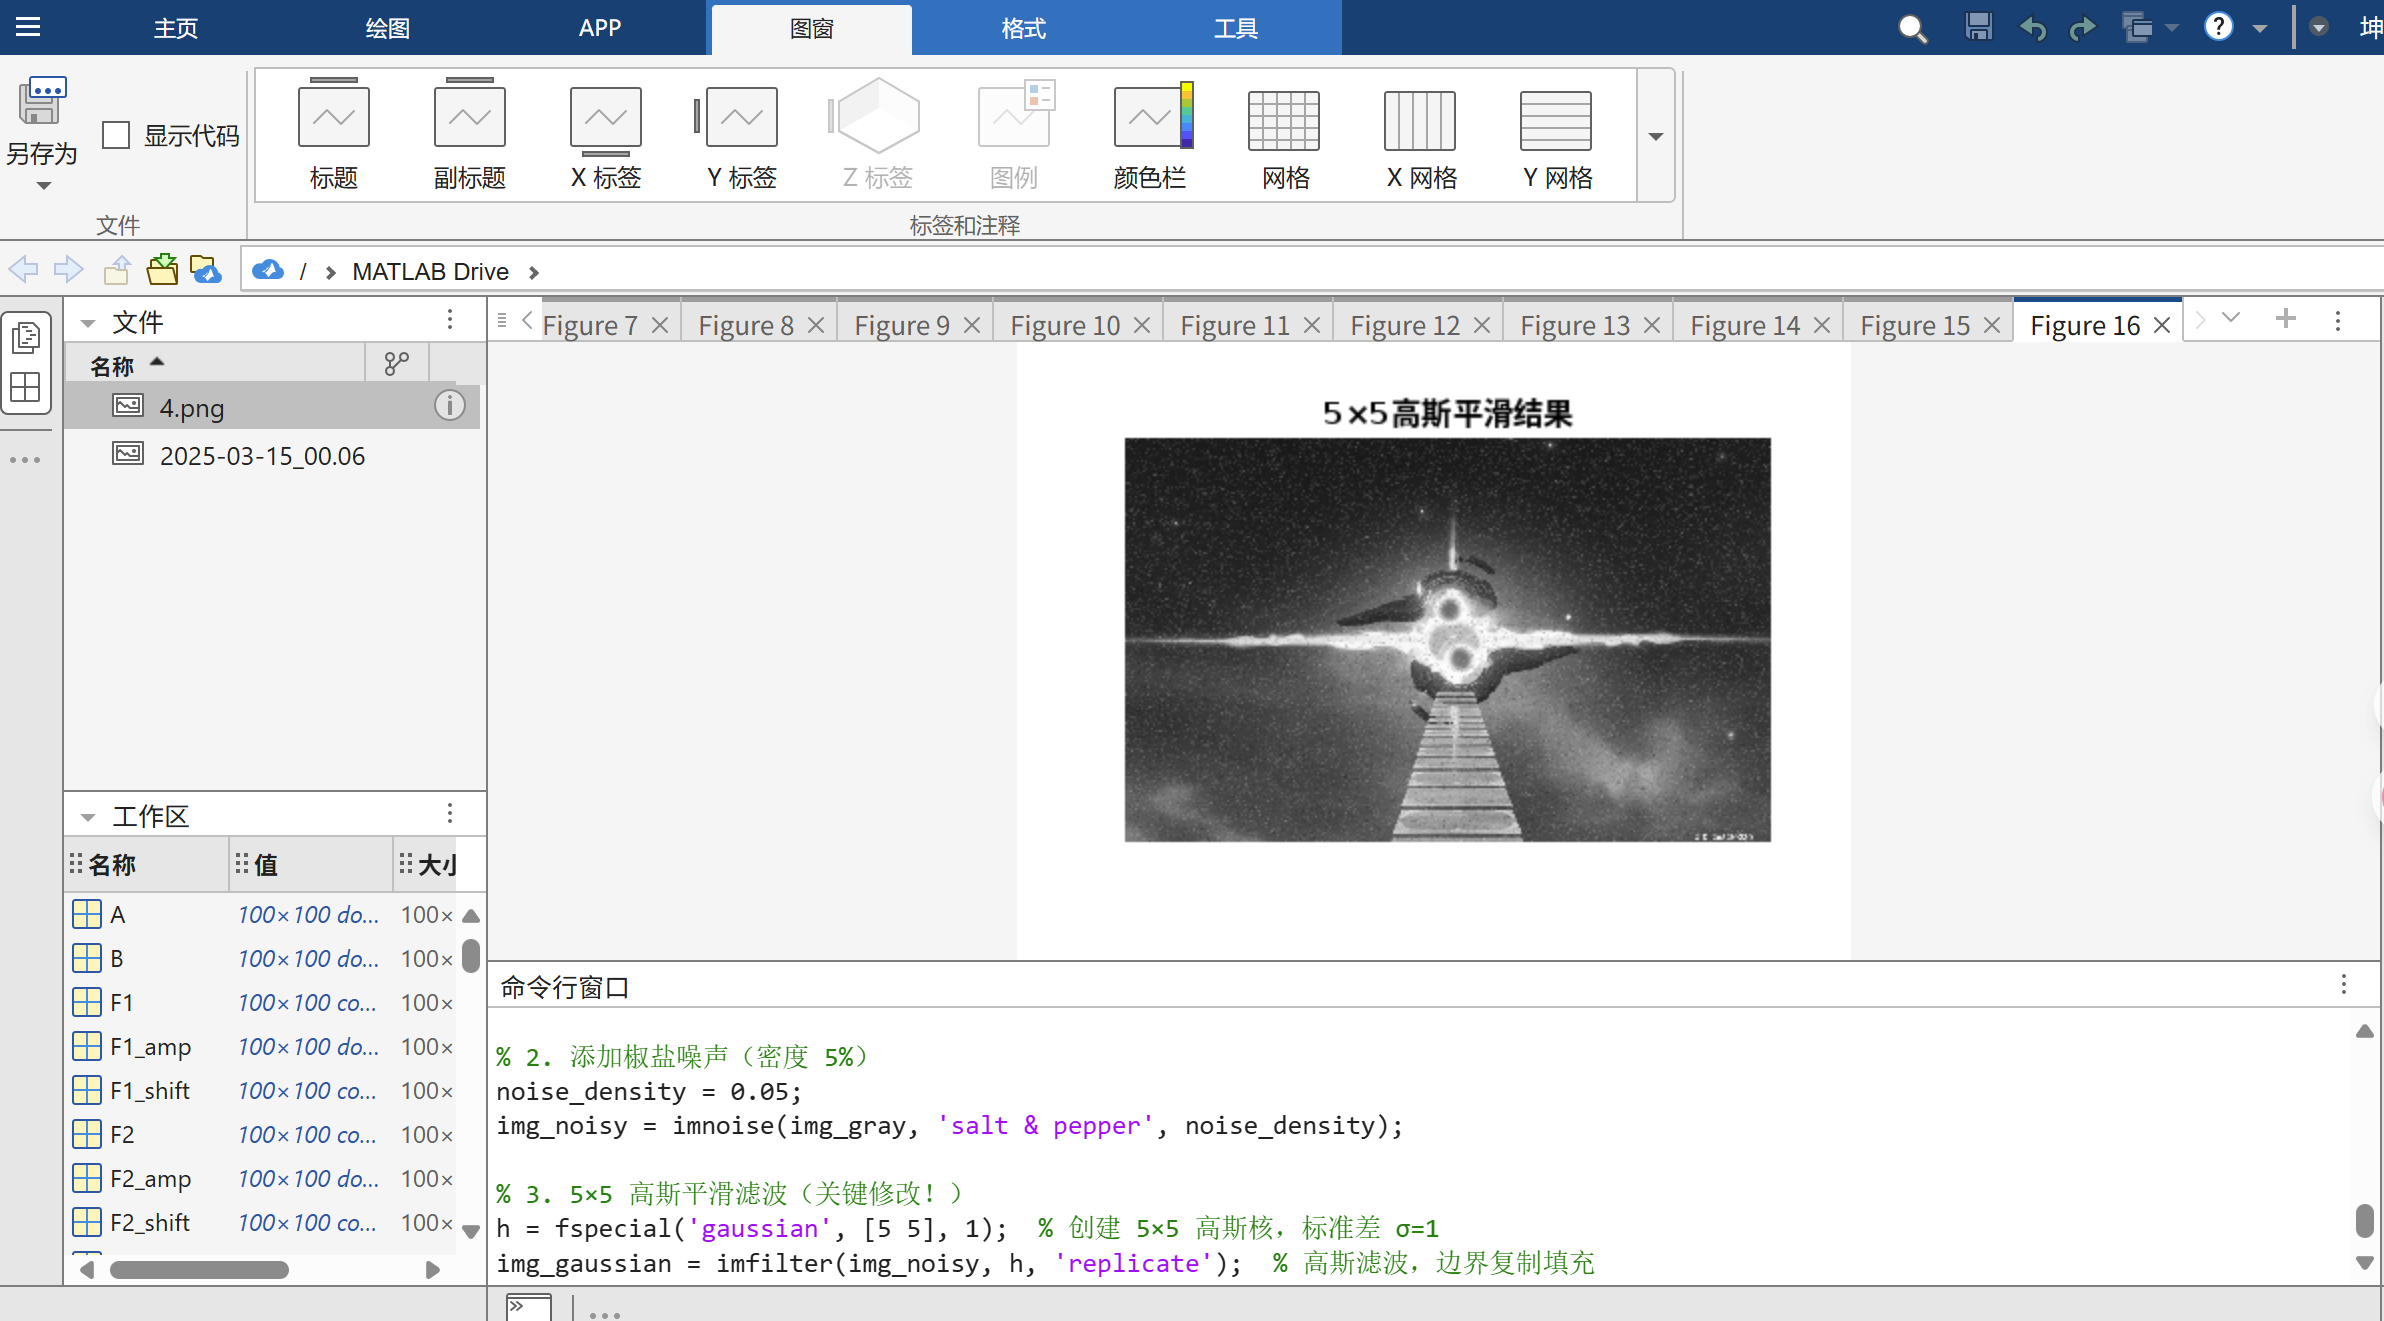 主页 绘图 APP 图窗 格式 工具 坤
另存为 显示代码
标题 副标题 X 标签 Y 标签 Z 标签 图例 颜色栏 网格 X 网格 Y 网格
文件 标签和注释
/ › MATLAB Drive ›
文件
名称
4.png
2025-03-15_00.06
Figure 7 Figure 8 Figure 9 Figure 10 Figure 11 Figure 12 Figure 13 Figure 14 Figure 15 Figure 16
5×5高斯平滑结果
工作区
名称 值 大小
A 100×100 do... 100×
B 100×100 do... 100×
F1 100×100 co... 100×
F1_amp 100×100 do... 100×
F1_shift 100×100 co... 100×
F2 100×100 co... 100×
F2_amp 100×100 do... 100×
F2_shift 100×100 co... 100×
命令行窗口
% 2. 添加椒盐噪声（密度 5%）
noise_density = 0.05;
img_noisy = imnoise(img_gray, 'salt & pepper', noise_density);
% 3. 5×5 高斯平滑滤波（关键修改！）
h = fspecial('gaussian', [5 5], 1);  % 创建 5×5 高斯核，标准差 σ=1
img_gaussian = imfilter(img_noisy, h, 'replicate');  % 高斯滤波，边界复制填充